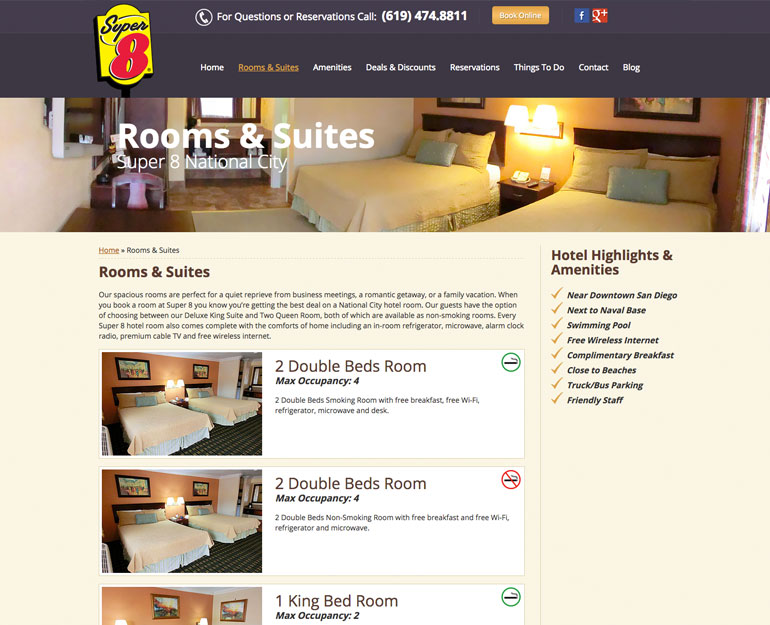 Super
8
For Questions or Reservations Call: (619) 474.8811
Book Online
f
g+
Home
Rooms & Suites
Amenities
Deals & Discounts
Reservations
Things To Do
Contact
Blog
Rooms & Suites
Super 8 National City
Home » Rooms & Suites
Rooms & Suites
Our spacious rooms are perfect for a quiet reprieve from business meetings, a romantic getaway, or a family vacation. When
you book a room at Super 8 you know you're getting the best deal on a National City hotel room. Our guests have the option
of choosing between our Deluxe King Suite and Two Queen Room, both of which are available as non-smoking rooms. Every
Super 8 hotel room also comes complete with the comforts of home including an in-room refrigerator, microwave, alarm clock
radio, premium cable TV and free wireless internet.
2 Double Beds Room
Max Occupancy: 4
2 Double Beds Smoking Room with free breakfast, free Wi-Fi,
refrigerator, microwave and desk.
2 Double Beds Room
Max Occupancy: 4
2 Double Beds Non-Smoking Room with free breakfast and free Wi-Fi,
refrigerator and microwave.
1 King Bed Room
Max Occupancy: 2
Hotel Highlights &
Amenities
Near Downtown San Diego
Next to Naval Base
Swimming Pool
Free Wireless Internet
Complimentary Breakfast
Close to Beaches
Truck/Bus Parking
Friendly Staff